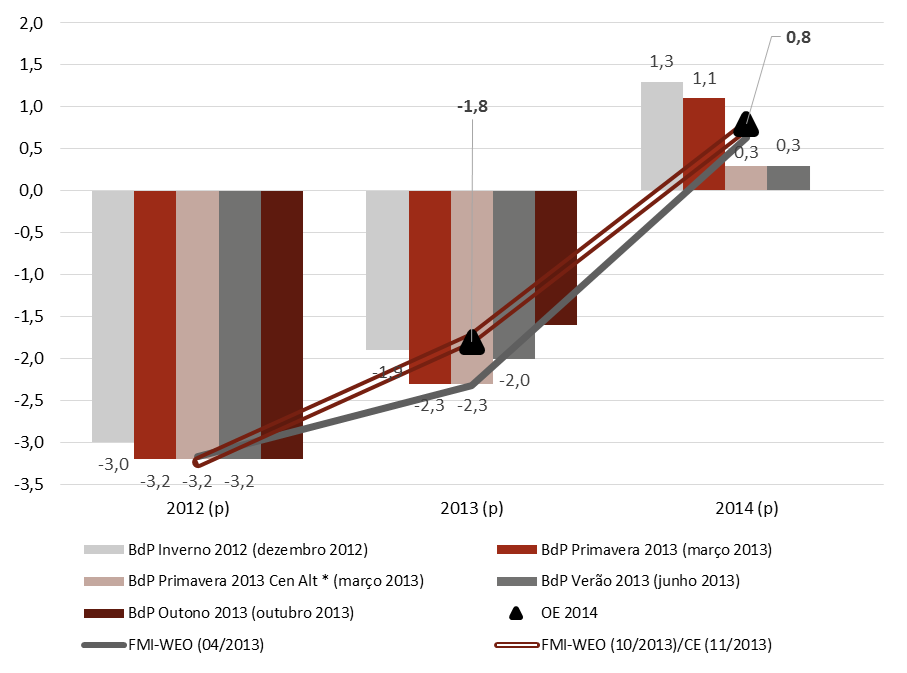 2,0
0,8
1,5
1,3
1,1
1,0
-1,8
0,5
0,3
0,3
0,0
-0,5
-1,0
-1,5
-2,0
-1,9
-2,0
-2,5
-2,3
-2,3
-3,0
-3,0
-3,2
-3,2
-3,2
-3,5
2012 (p)
2013 (p)
2014 (p)
BdP Inverno 2012 (dezembro 2012)
BdP Primavera 2013 (março 2013)
BdP Primavera 2013 Cen Alt * (março 2013)
BdP Verão 2013 (junho 2013)
BdP Outono 2013 (outubro 2013)
OE 2014
FMI-WEO (04/2013)
FMI-WEO (10/2013)/CE (11/2013)